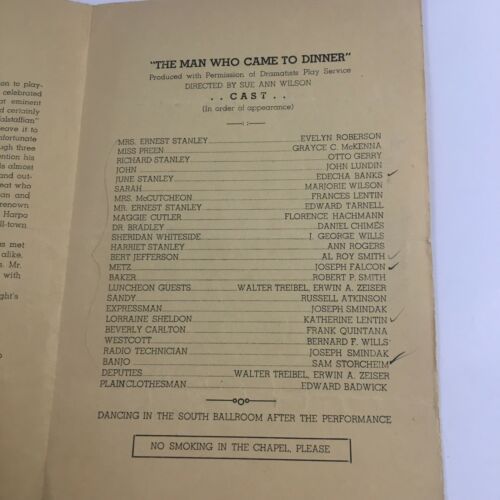 on to play-
celebrated
at eminent
d certainly
alstaffian"
eave it to
nfortunate
ugh three
ention his
s almost
and out-
eat who
an and
renown
Harpo
ll-town.
as met
alike.
s. Mr.
with
ght's
"THE MAN WHO CAME TO DINNER"
Produced with Permission of Dramatists Play Service
DIRECTED BY SUE ANN WILSON
. . CAST . .
(In order of appearance)
MRS. ERNEST STANLEY EVELYN ROBERSON
MISS PREEN GRAYCE C. McKENNA
RICHARD STANLEY OTTO GERRY
JOHN JOHN LUNDIN
JUNE STANLEY EDECHA BANKS
SARAH MARJORIE WILSON
MRS. McCUTCHEON FRANCES LENTIN
MR. ERNEST STANLEY EDWARD TARNELL
MAGGIE CUTLER FLORENCE HACHMANN
DR. BRADLEY DANIEL CHIMES
SHERIDAN WHITESIDE J. GEORGE WILLS
HARRIET STANLEY ANN ROGERS
BERT JEFFERSON AL ROY SMITH
METZ JOSEPH FALCON
BAKER ROBERT P. SMITH
LUNCHEON GUESTS WALTER TREIBEL, ERWIN A. ZEISER
SANDY RUSSELL ATKINSON
EXPRESSMAN JOSEPH SMINDAK
LORRAINE SHELDON KATHERINE LENTIN
BEVERLY CARLTON FRANK QUINTANA
WESTCOTT BERNARD F. WILLS
RADIO TECHNICIAN JOSEPH SMINDAK
BANJO SAM STORCHEIM
DEPUTIES WALTER TREIBEL, ERWIN A. ZEISER
PLAINCLOTHESMAN EDWARD BADWICK
DANCING IN THE SOUTH BALLROOM AFTER THE PERFORMANCE
NO SMOKING IN THE CHAPEL, PLEASE